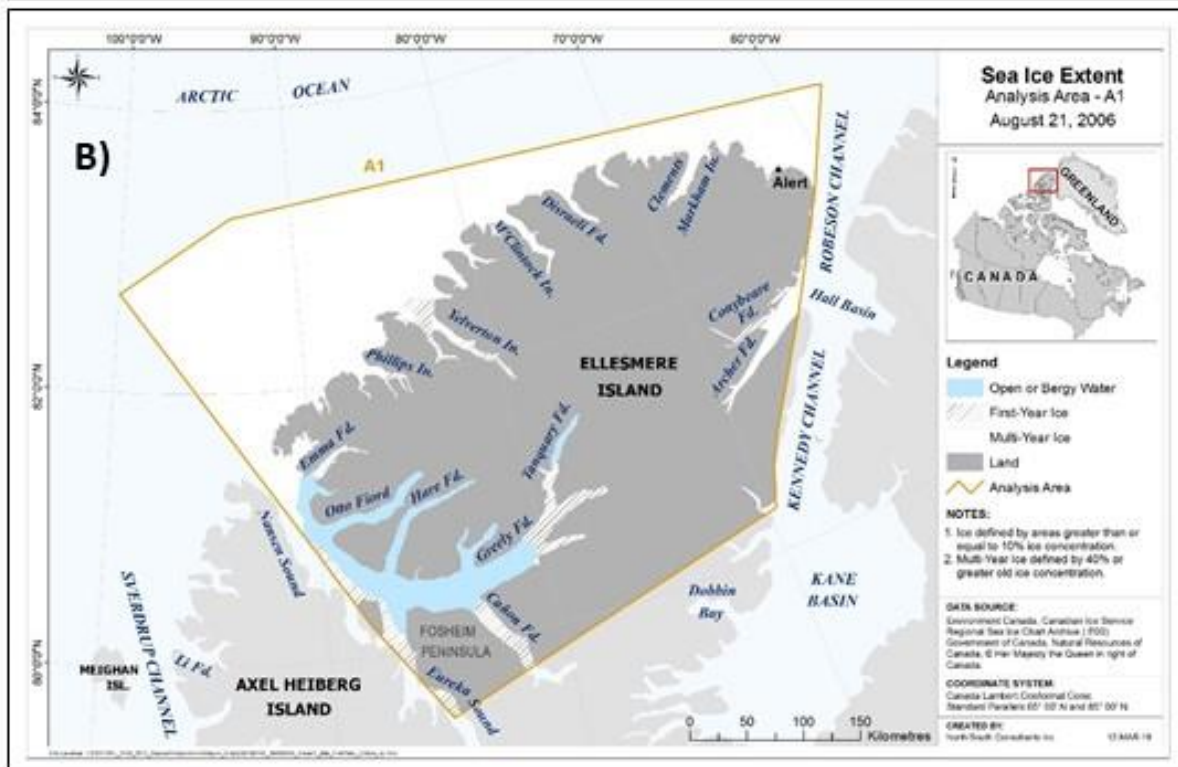 100°0'0"W
90°0'0"W
80°0'0"W
70°0'0"W
60°0'0"W
84°0'0"N
82°0'0"N
80°0'0"N
B)
ARCTIC OCEAN
A1
Alert
Clements
Markham In.
Disraeli Fd.
M'Clintock In.
Yelverton In.
Phillips In.
Emma Fd.
Otto Fiord
Hare Fd.
Tanquary Fd.
Greely Fd.
Cañon Fd.
Conybeare
Fd.
Archer Fd.
ELLESMERE
ISLAND
ROBESON CHANNEL
Hall Basin
KENNEDY CHANNEL
KANE
BASIN
Dobbin
Bay
Nansen Sound
SVERDRUP CHANNEL
MEIGHAN
ISL.
Li Fd.
AXEL HEIBERG
ISLAND
FOSHEIM
PENINSULA
Eureka Sound
0 50 100 150
Kilometres
Sea Ice Extent
Analysis Area - A1
August 21, 2006
GREENLAND
CANADA
Legend
Open or Bergy Water
First-Year Ice
Multi-Year Ice
Land
Analysis Area
NOTES:
1. Ice defined by areas greater than or
equal to 10% ice concentration.
2. Multi-Year Ice defined by 40% or
greater old ice concentration.
DATA SOURCE:
Environment Canada, Canadian Ice Service
Regional Sea Ice Chart Archive
Government of Canada, Natural Resources of
Canada, © Her Majesty the Queen in right of
Canada.
COORDINATE SYSTEM:
Canada Lambert Conformal Conic
Standard Parallels
CREATED BY:
North/South Consultants Inc.